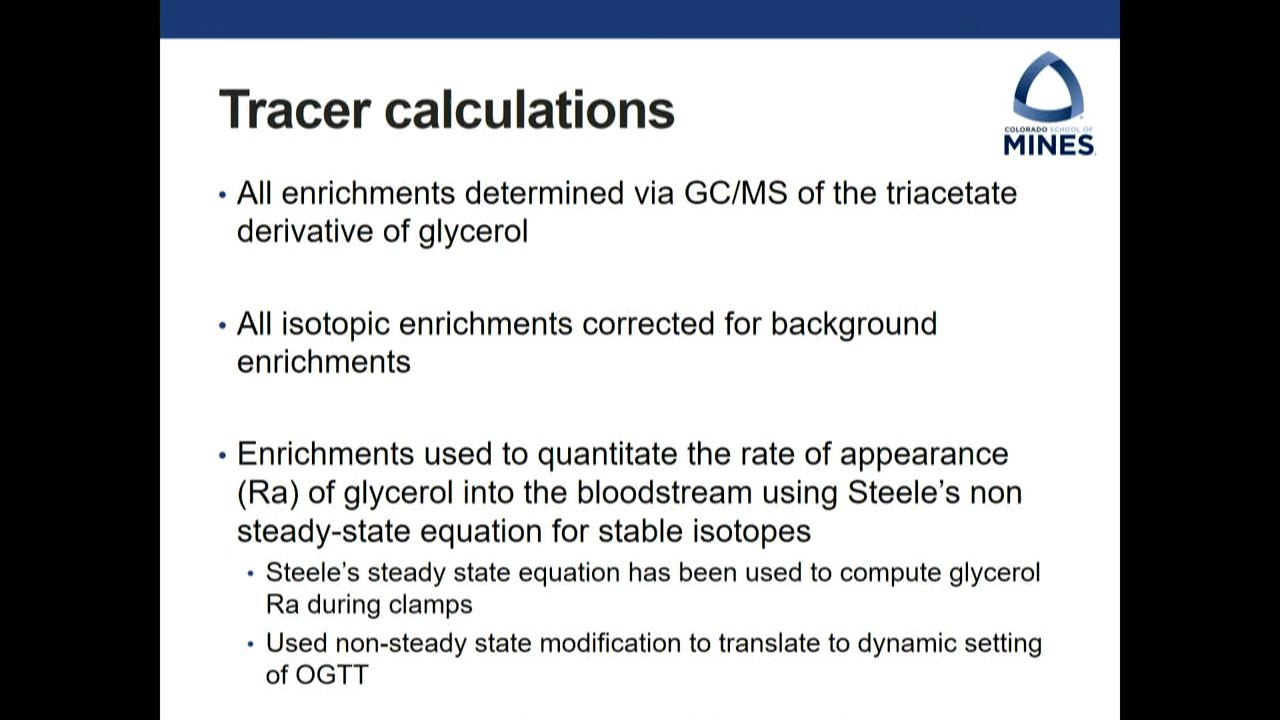 Tracer calculations
COLORADO SCHOOL OF
MINES
• All enrichments determined via GC/MS of the triacetate
derivative of glycerol
• All isotopic enrichments corrected for background
enrichments
• Enrichments used to quantitate the rate of appearance
(Ra) of glycerol into the bloodstream using Steele’s non
steady-state equation for stable isotopes
• Steele’s steady state equation has been used to compute glycerol
Ra during clamps
• Used non-steady state modification to translate to dynamic setting
of OGTT